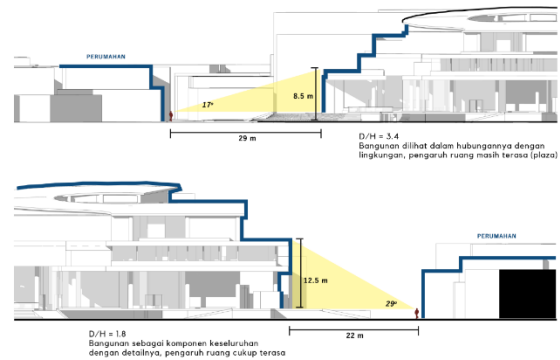 PERUMAHAN
17°
8.5 m
29 m
D/H = 3.4
Bangunan dilihat dalam hubungannya dengan
lingkungan, pengaruh ruang masih terasa (plaza)
PERUMAHAN
12.5 m
29°
22 m
D/H = 1.8
Bangunan sebagai komponen keseluruhan
dengan detailnya, pengaruh ruang cukup terasa